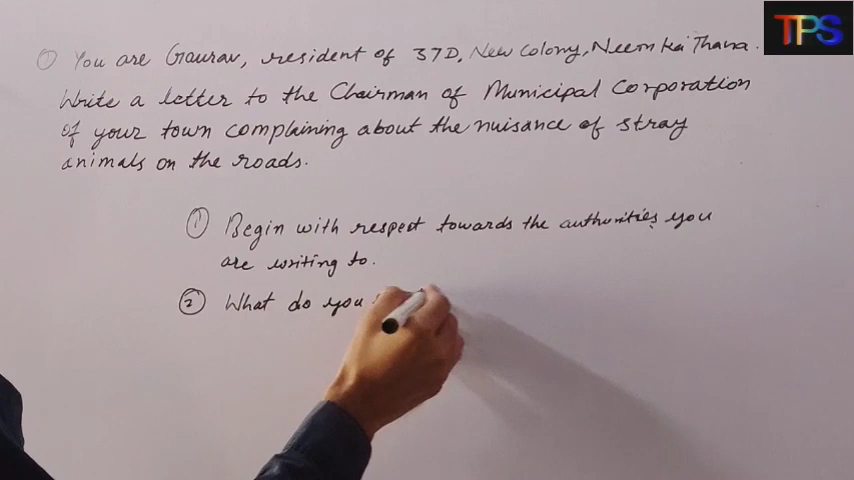 TPS
① You are Gaurav, resident of 37D, New Colony, Neem ka Thana.
Write a letter to the Chairman of Municipal Corporation
of your town complaining about the nuisance of stray
animals on the roads.
① Begin with respect towards the authorities you
are writing to.
② What do you